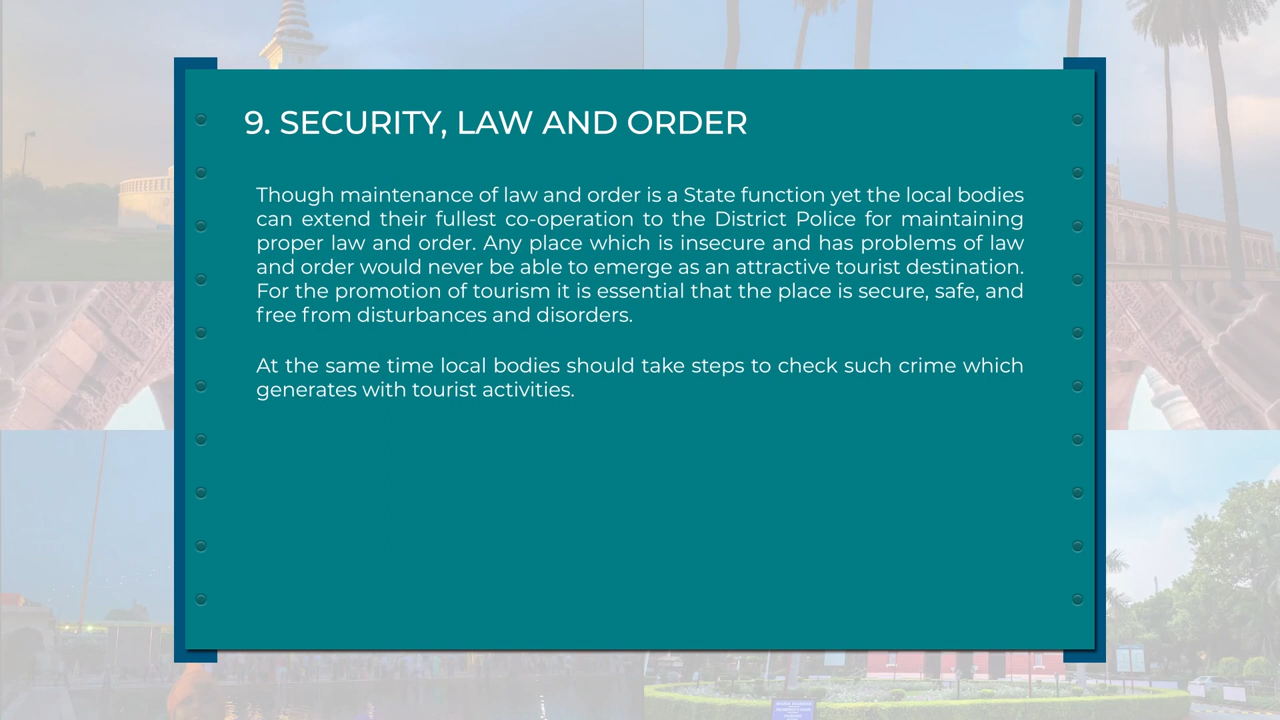 9. SECURITY, LAW AND ORDER
Though maintenance of law and order is a State function yet the local bodies
can extend their fullest co-operation to the District Police for maintaining
proper law and order. Any place which is insecure and has problems of law
and order would never be able to emerge as an attractive tourist destination.
For the promotion of tourism it is essential that the place is secure, safe, and
free from disturbances and disorders.
At the same time local bodies should take steps to check such crime which
generates with tourist activities.